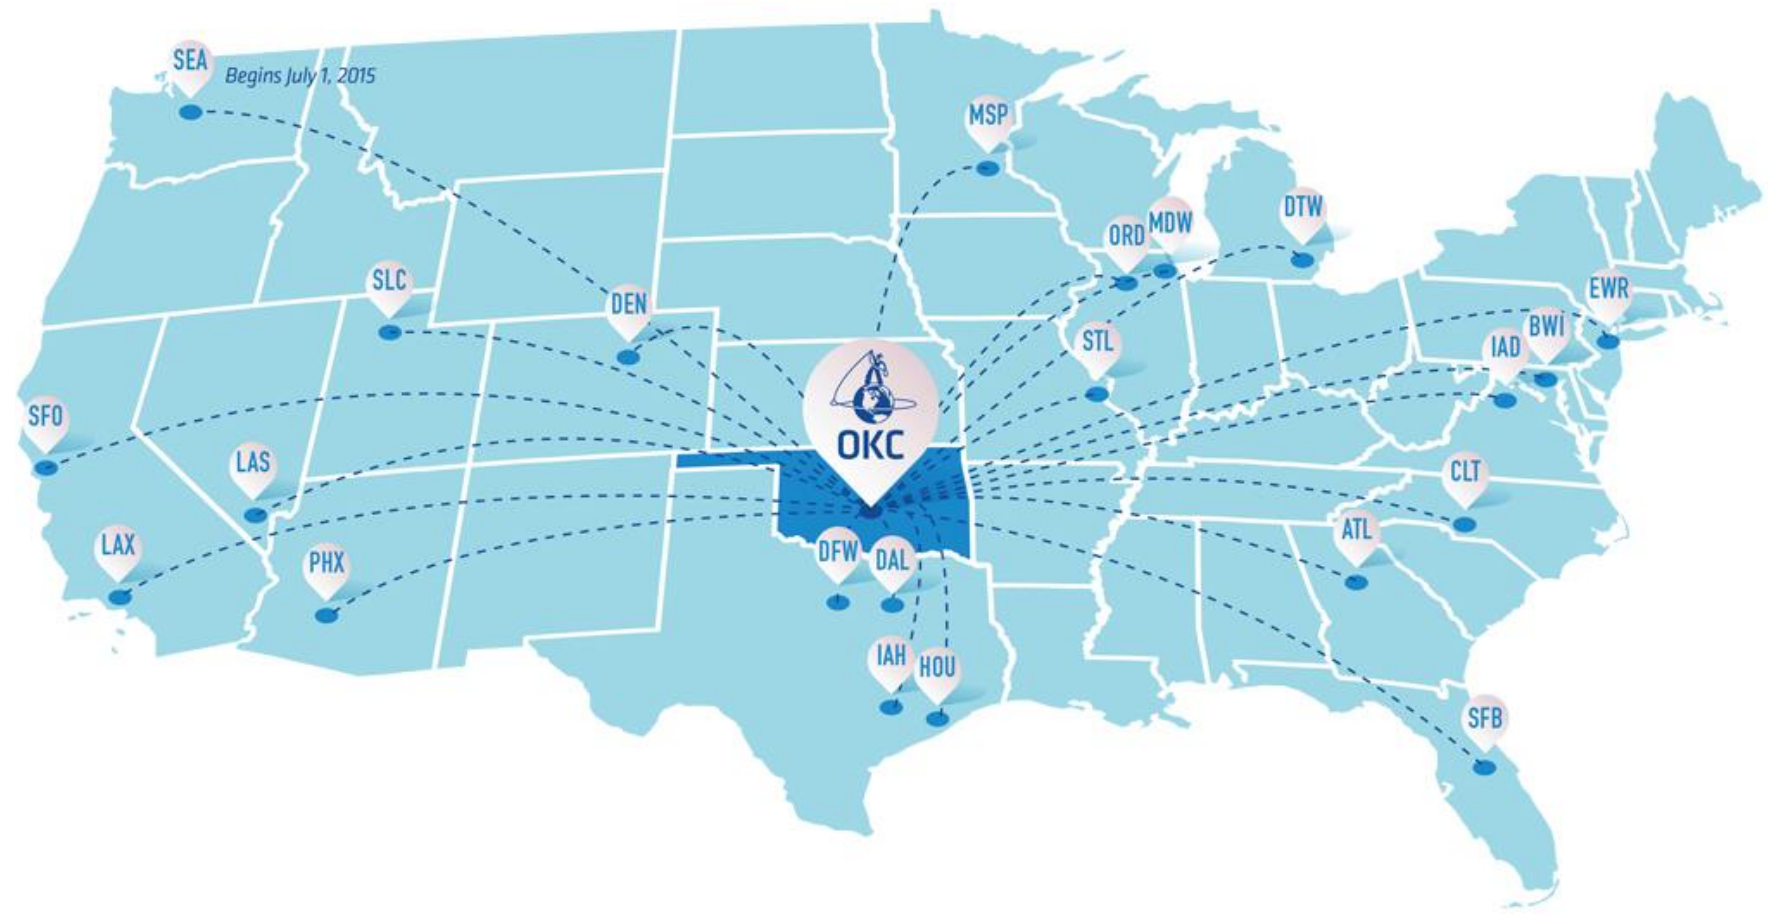 SEA
Begins July 1, 2015
MSP
DTW
MDW
ORD
SLC
DEN
EWR
BWI
IAD
STL
SFO
OKC
LAS
CLT
LAX
PHX
ATL
DFW
DAL
IAH
HOU
SFB